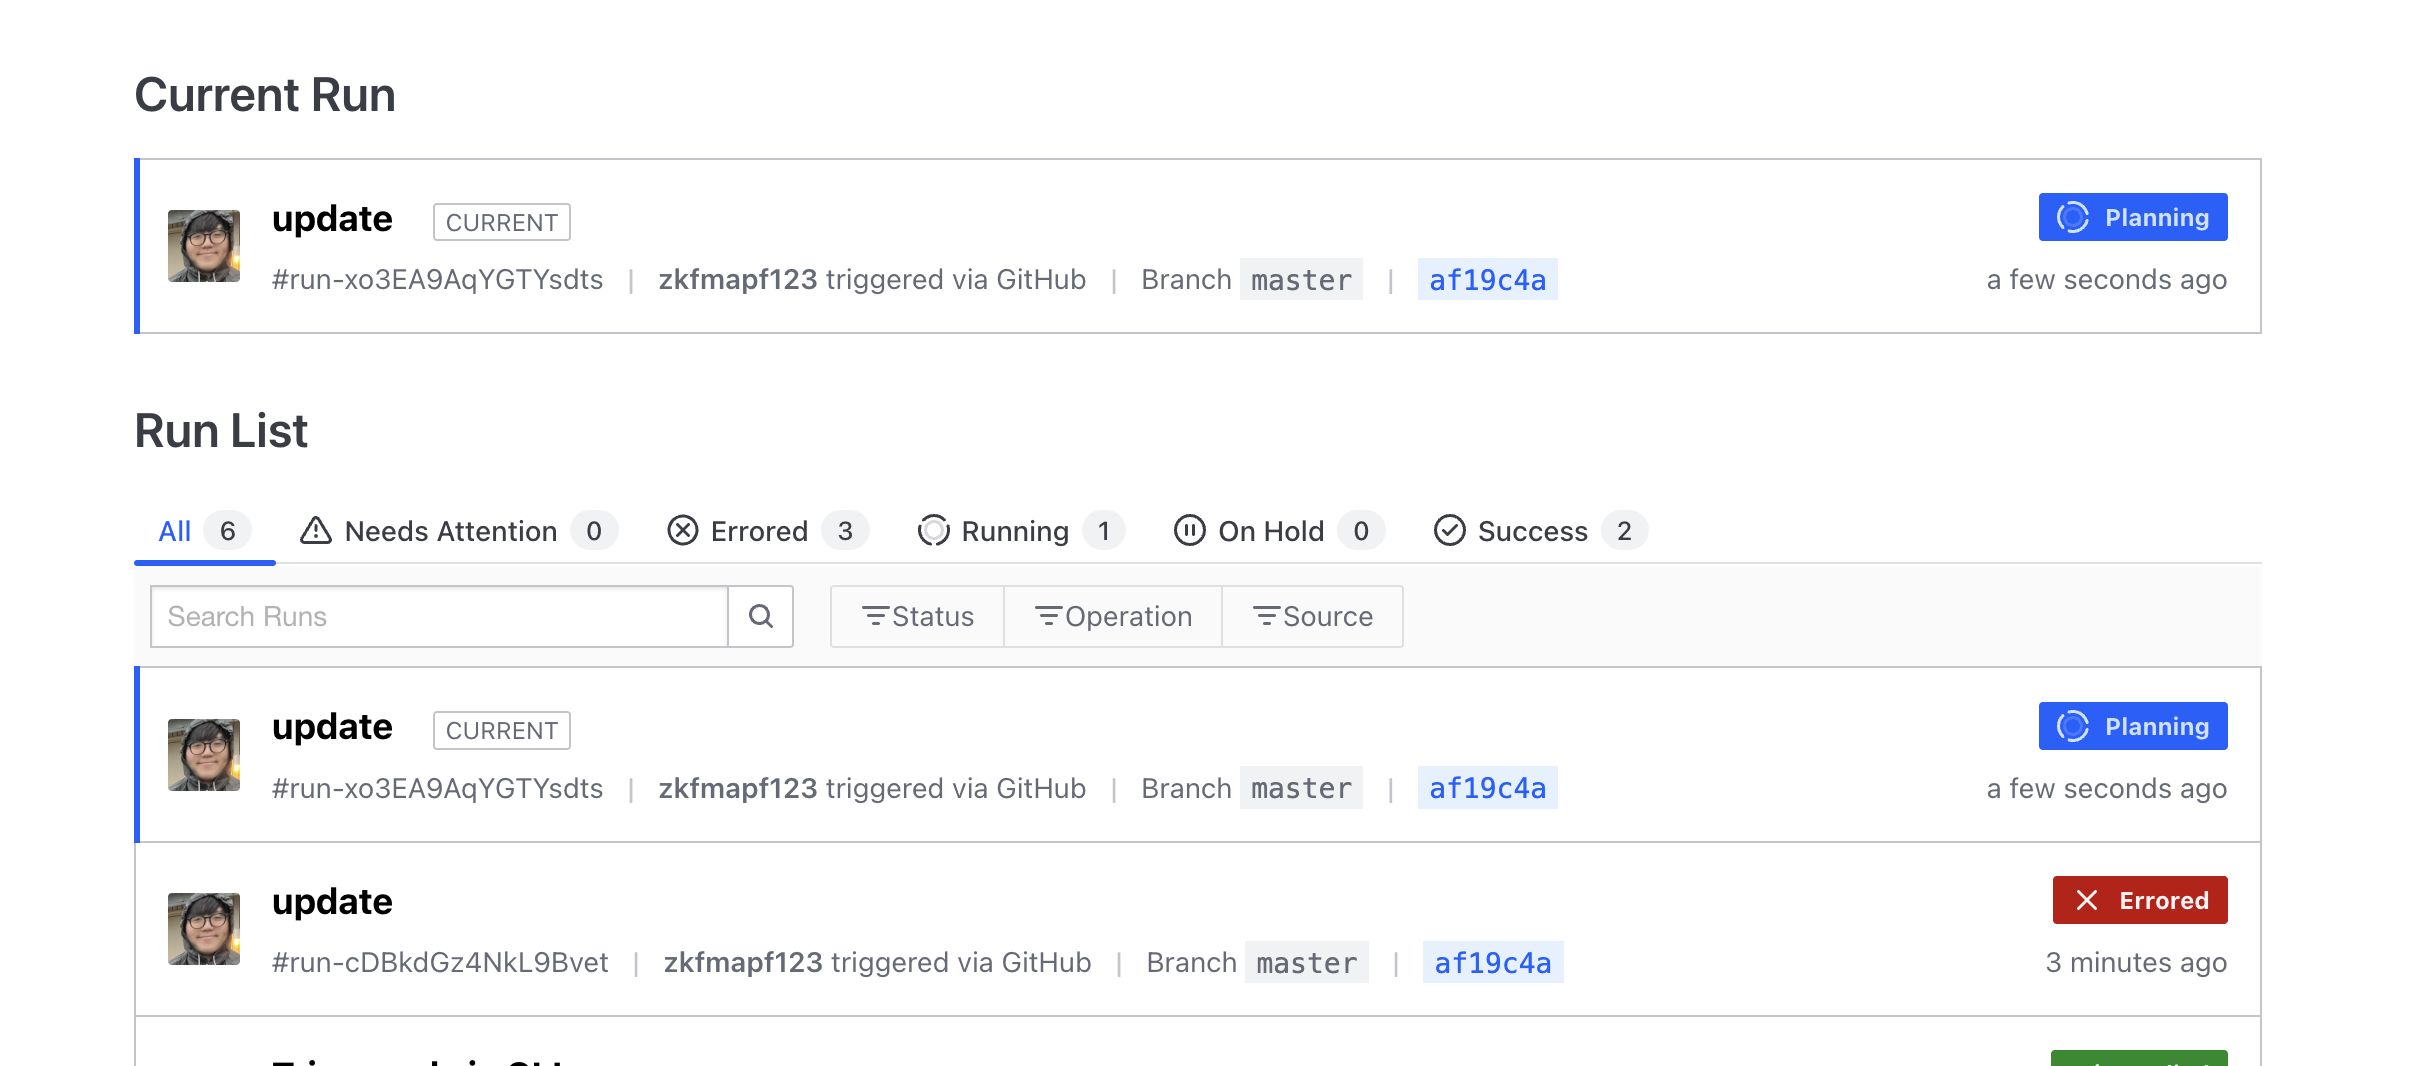 Current Run
update CURRENT Planning
#run-xo3EA9AqYGTYsdts | zkfmapf123 triggered via GitHub | Branch master | af19c4a a few seconds ago
Run List
All 6 Needs Attention 0 Errored 3 Running 1 On Hold 0 Success 2
Search Runs Status Operation Source
update CURRENT Planning
#run-xo3EA9AqYGTYsdts | zkfmapf123 triggered via GitHub | Branch master | af19c4a a few seconds ago
update Errored
#run-cDBkdGz4NkL9Bvet | zkfmapf123 triggered via GitHub | Branch master | af19c4a 3 minutes ago